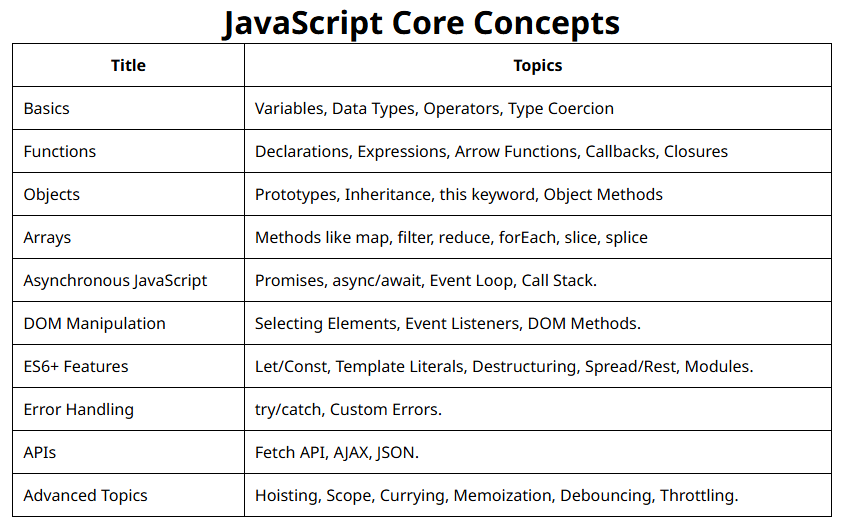 JavaScript Core Concepts
Title Topics
Basics Variables, Data Types, Operators, Type Coercion
Functions Declarations, Expressions, Arrow Functions, Callbacks, Closures
Objects Prototypes, Inheritance, this keyword, Object Methods
Arrays Methods like map, filter, reduce, forEach, slice, splice
Asynchronous JavaScript Promises, async/await, Event Loop, Call Stack.
DOM Manipulation Selecting Elements, Event Listeners, DOM Methods.
ES6+ Features Let/Const, Template Literals, Destructuring, Spread/Rest, Modules.
Error Handling try/catch, Custom Errors.
APIs Fetch API, AJAX, JSON.
Advanced Topics Hoisting, Scope, Currying, Memoization, Debouncing, Throttling.